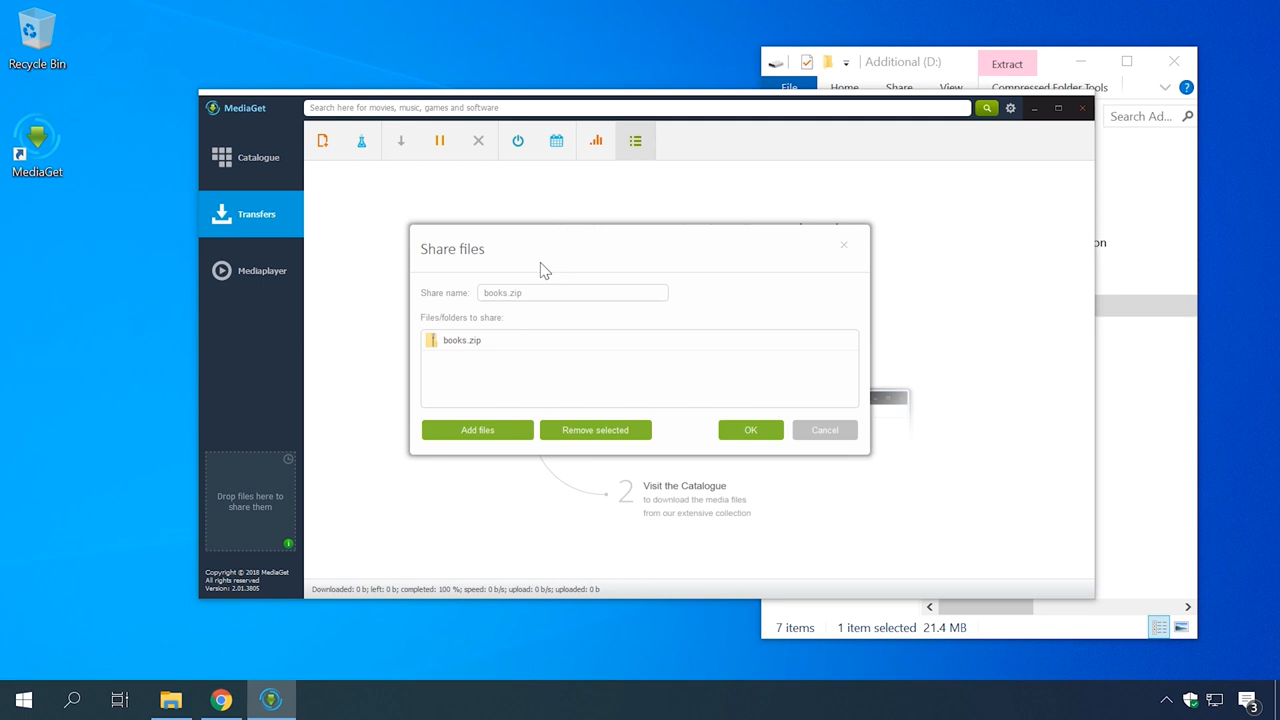 Recycle Bin
MediaGet
Additional (D:)
Extract
File
Home
Share
View
Compressed Folder Tools
?
Search Ad...
MediaGet
Search here for movies, music, games and software
Catalogue
Transfers
Mediaplayer
Share files
Share name:
books.zip
Files/folders to share:
books.zip
Add files
Remove selected
OK
Cancel
on
2
Visit the Catalogue
to download the media files
from our extensive collection
Drop files here to
share them
Copyright © 2018 MediaGet
All rights reserved
Version: 2.01.3805
Downloaded: 0 b; left: 0 b; completed: 100 %; speed: 0 b/s; upload: 0 b/s; uploaded: 0 b
7 items
1 item selected
21.4 MB
3